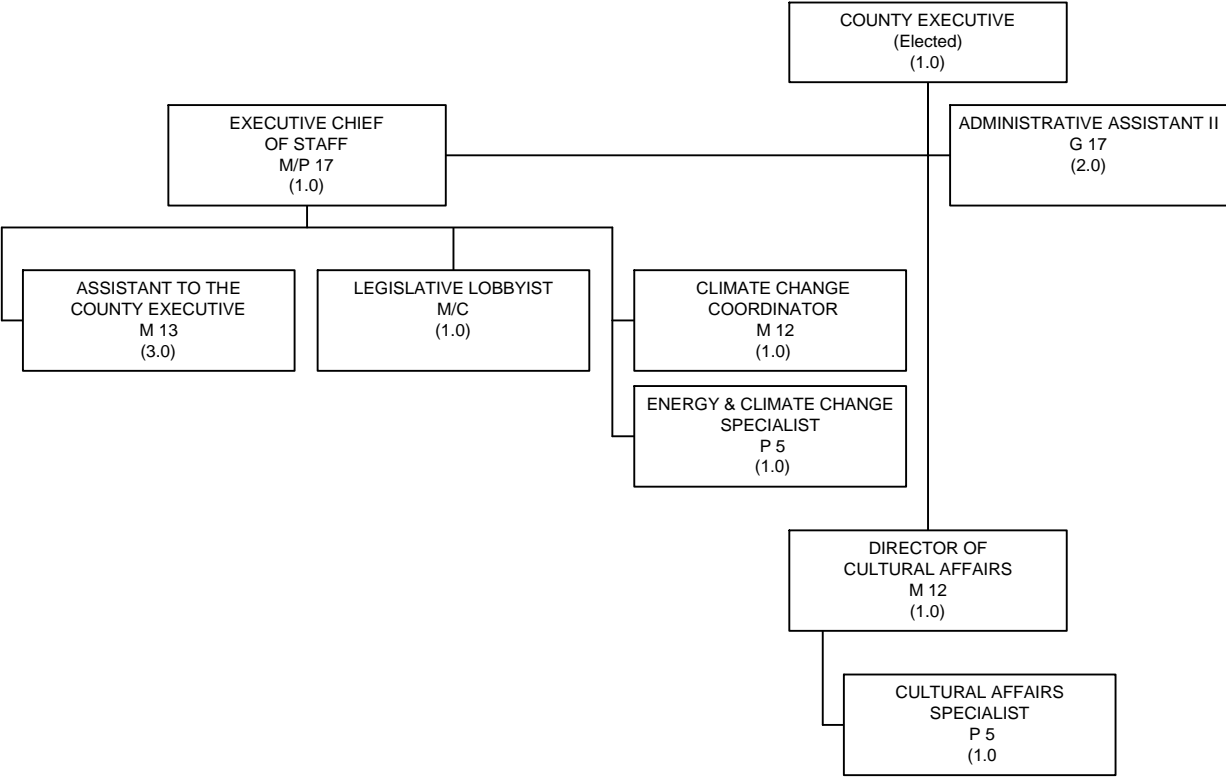 COUNTY EXECUTIVE
(Elected)
(1.0)
EXECUTIVE CHIEF
OF STAFF
M/P 17
(1.0)
ADMINISTRATIVE ASSISTANT II
G 17
(2.0)
ASSISTANT TO THE
COUNTY EXECUTIVE
M 13
(3.0)
LEGISLATIVE LOBBYIST
M/C
(1.0)
CLIMATE CHANGE
COORDINATOR
M 12
(1.0)
ENERGY & CLIMATE CHANGE
SPECIALIST
P 5
(1.0)
DIRECTOR OF
CULTURAL AFFAIRS
M 12
(1.0)
CULTURAL AFFAIRS
SPECIALIST
P 5
(1.0